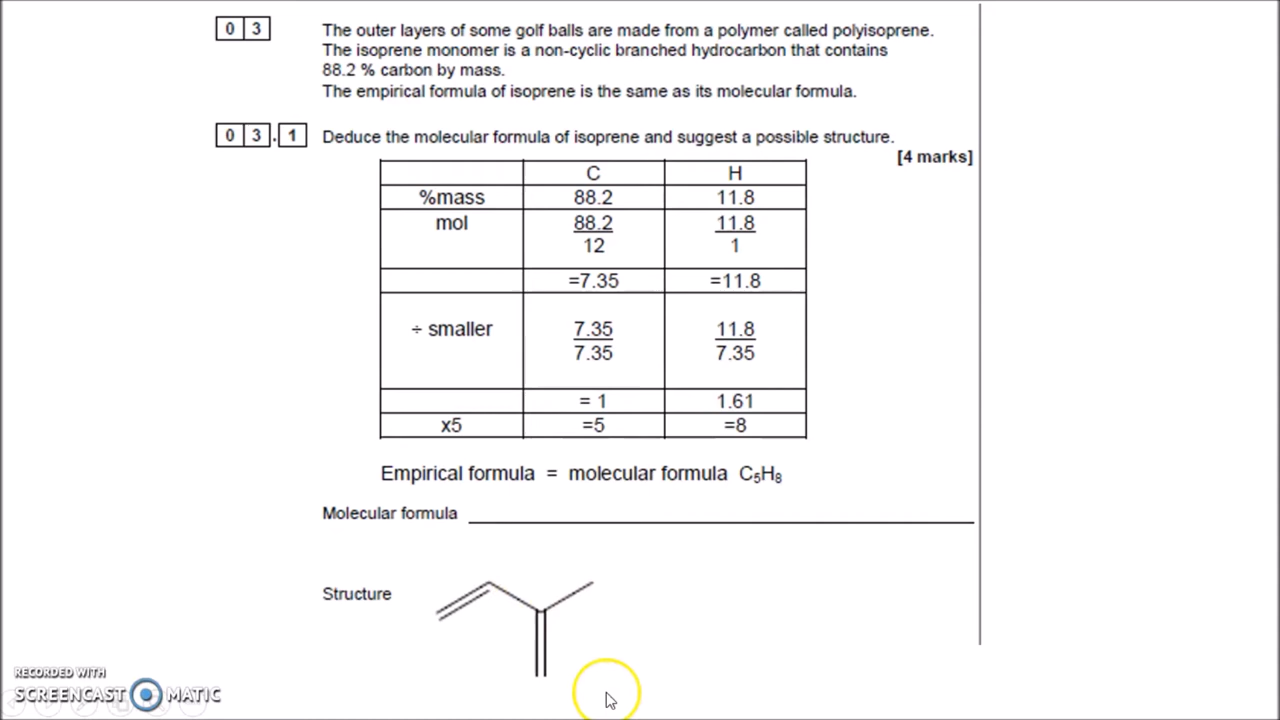 0 3 The outer layers of some golf balls are made from a polymer called polyisoprene.
The isoprene monomer is a non-cyclic branched hydrocarbon that contains
88.2 % carbon by mass.
The empirical formula of isoprene is the same as its molecular formula.
0 3 . 1 Deduce the molecular formula of isoprene and suggest a possible structure.
[4 marks]
C H
%mass 88.2 11.8
mol 88.2 11.8
12 1
=7.35 =11.8
÷ smaller 7.35 11.8
7.35 7.35
= 1 1.61
x5 =5 =8
Empirical formula = molecular formula C₅H₈
Molecular formula
Structure
RECORDED WITH
SCREENCAST MATIC